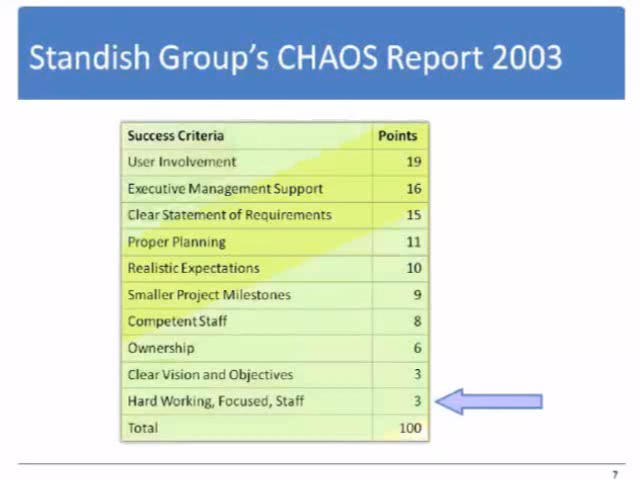 Standish Group's CHAOS Report 2003
Success Criteria Points
User Involvement 19
Executive Management Support 16
Clear Statement of Requirements 15
Proper Planning 11
Realistic Expectations 10
Smaller Project Milestones 9
Competent Staff 8
Ownership 6
Clear Vision and Objectives 3
Hard Working, Focused, Staff 3
Total 100
7